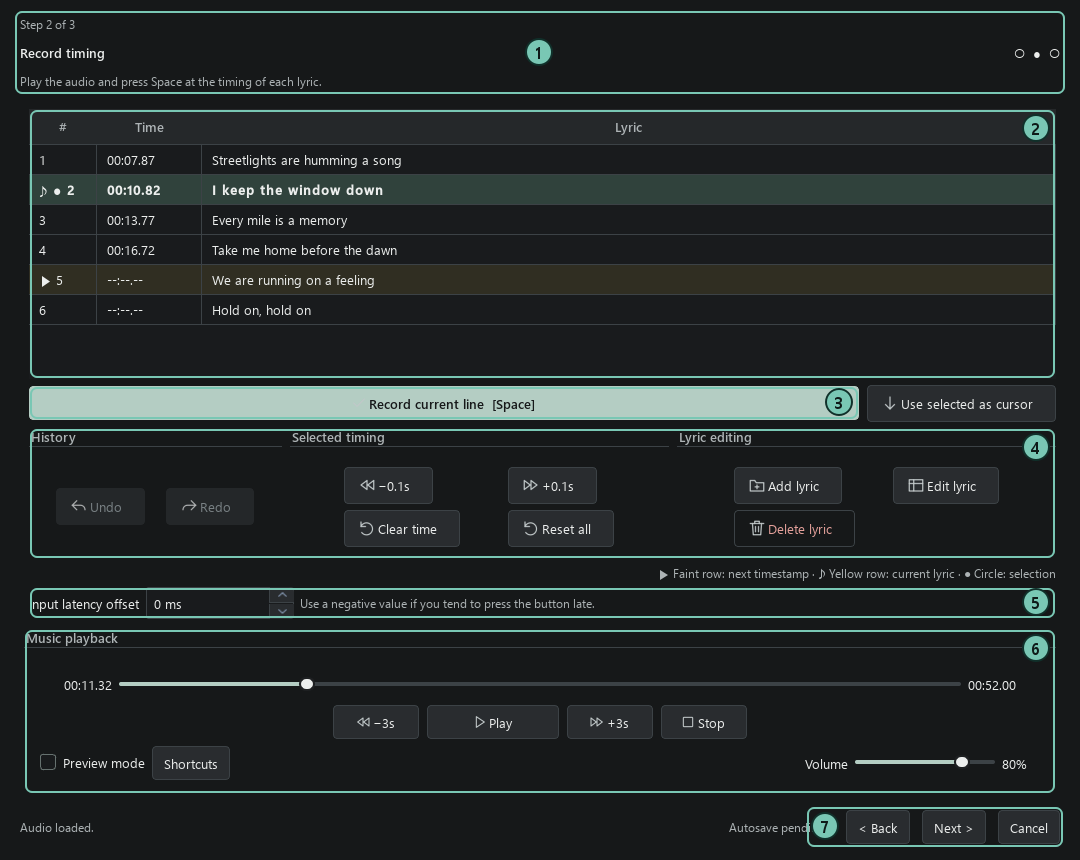 Step 2 of 3
Record timing
1
Play the audio and press Space at the timing of each lyric.
# Time Lyric 2
1 00:07.87 Streetlights are humming a song
♪ ● 2 00:10.82 I keep the window down
3 00:13.77 Every mile is a memory
4 00:16.72 Take me home before the dawn
▶ 5 --:--.-- We are running on a feeling
6 --:--.-- Hold on, hold on
Record current line [Space] 3 Use selected as cursor
History Selected timing Lyric editing 4
Undo Redo −0.1s +0.1s Add lyric Edit lyric
Clear time Reset all Delete lyric
▶ Faint row: next timestamp · ♪ Yellow row: current lyric · ● Circle: selection
nput latency offset 0 ms Use a negative value if you tend to press the button late. 5
Music playback 6
00:11.32 00:52.00
−3s Play +3s Stop
Preview mode Shortcuts Volume 80%
Audio loaded. Autosave pendi 7 < Back Next > Cancel